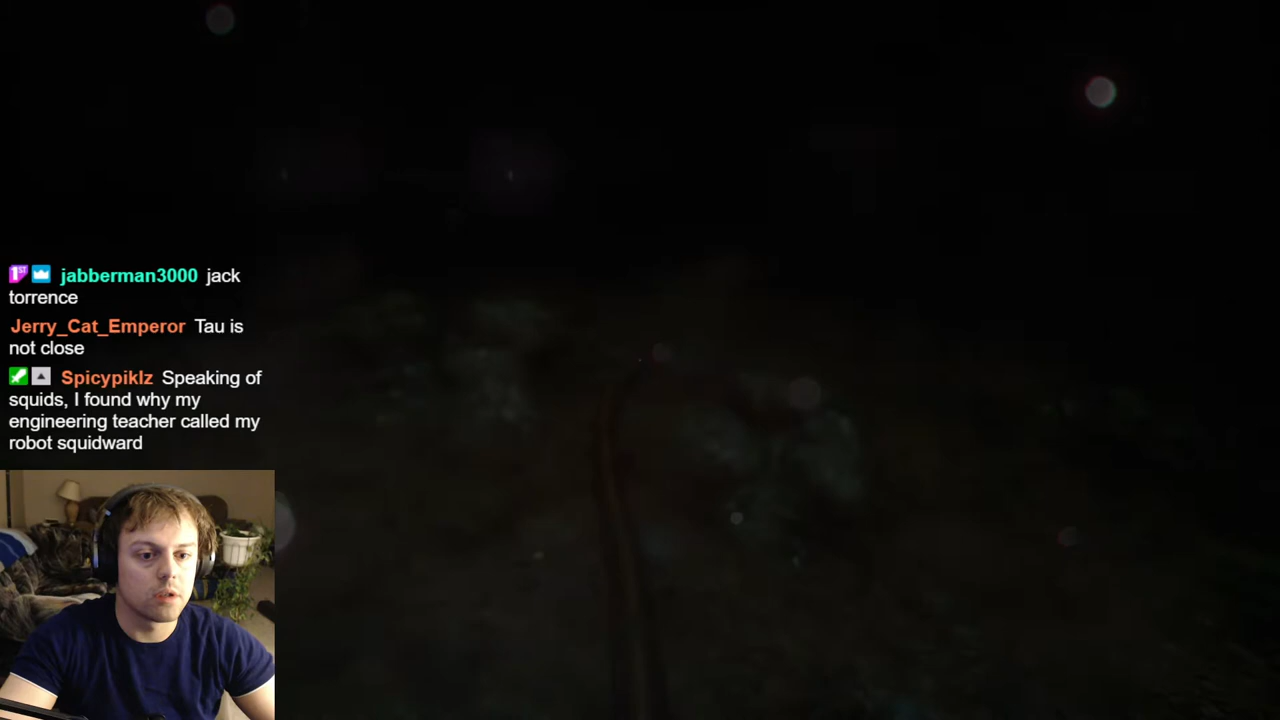 1ST jabberman3000 jack
torrence
Jerry_Cat_Emperor Tau is
not close
Spicypiklz Speaking of
squids, I found why my
engineering teacher called my
robot squidward